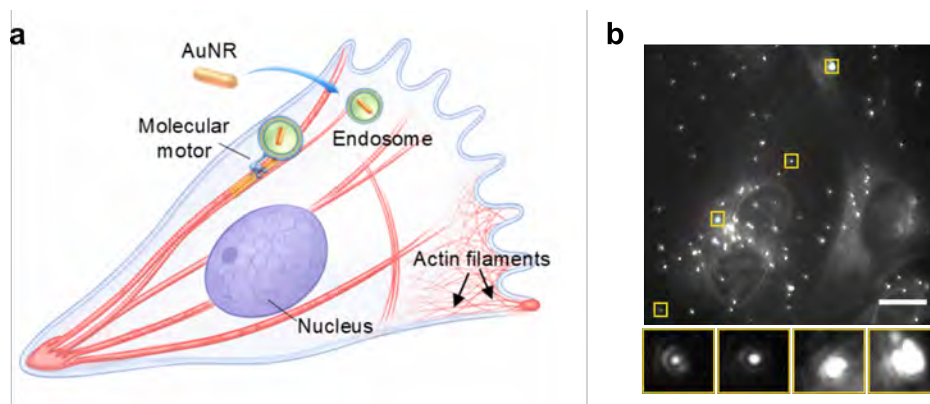 a
AuNR
Molecular
motor
Endosome
Actin filaments
Nucleus
b